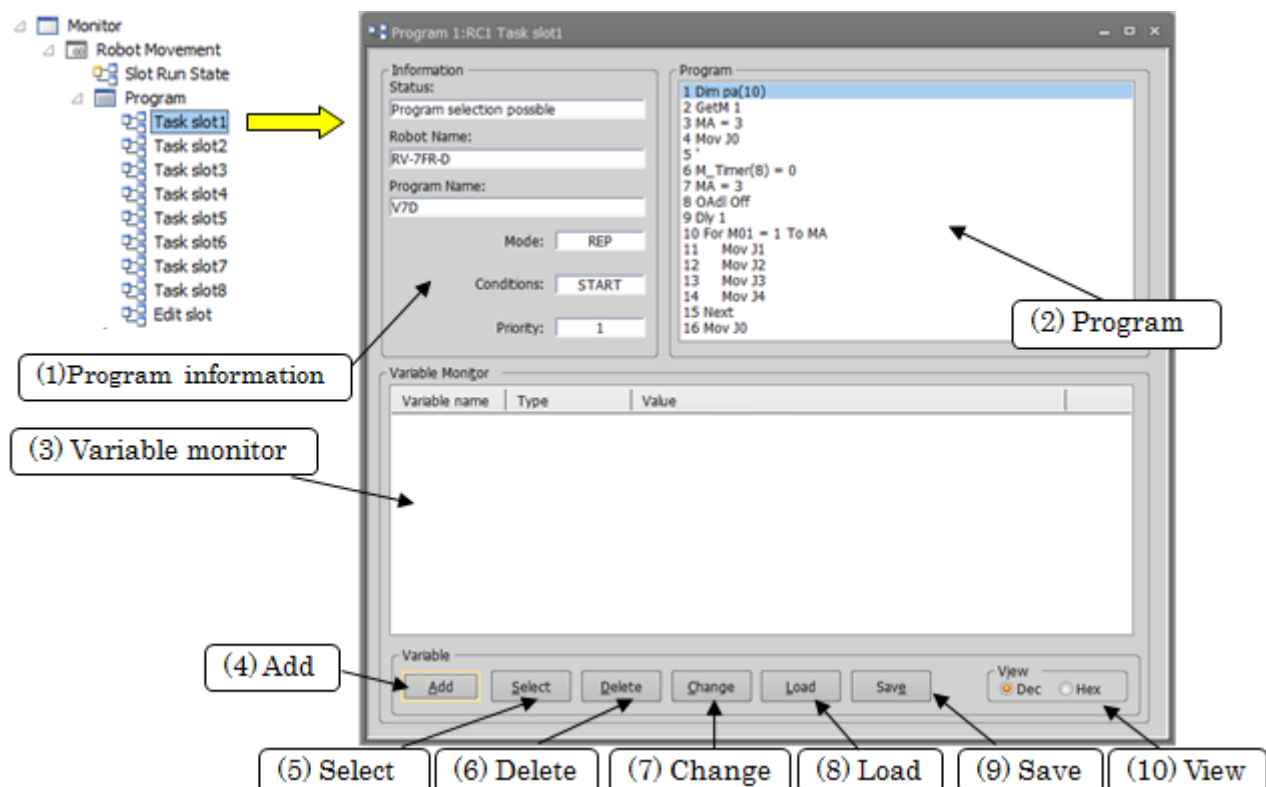 Monitor
Robot Movement
Slot Run State
Program
Task slot1
Task slot2
Task slot3
Task slot4
Task slot5
Task slot6
Task slot7
Task slot8
Edit slot
Program 1:RC1 Task slot1
Information
Status:
Program selection possible
Robot Name:
RV-7FR-D
Program Name:
V7D
Mode: REP
Conditions: START
Priority: 1
Program
1 Dim pa(10)
2 GetM 1
3 MA = 3
4 Mov J0
5 '
6 M_Timer(8) = 0
7 MA = 3
8 OAdl Off
9 Dly 1
10 For M01 = 1 To MA
11 Mov J1
12 Mov J2
13 Mov J3
14 Mov J4
15 Next
16 Mov J0
(1)Program information
(2) Program
Variable Monitor
Variable name Type Value
(3) Variable monitor
(4) Add
Variable
Add Select Delete Change Load Save
View
Dec Hex
(5) Select (6) Delete (7) Change (8) Load (9) Save (10) View